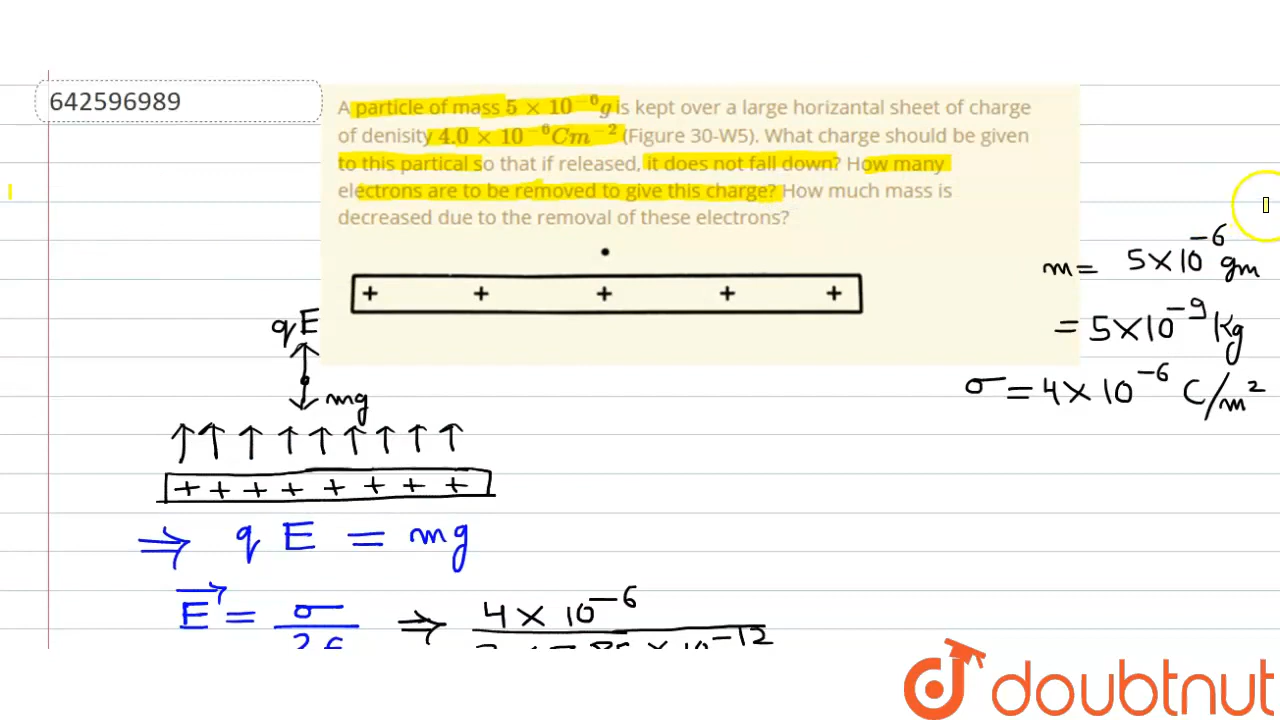 642596989
A particle of mass 5 × 10⁻⁶g is kept over a large horizantal sheet of charge
of denisity 4.0 × 10⁻⁶Cm⁻² (Figure 30-W5). What charge should be given
to this partical so that if released, it does not fall down? How many
electrons are to be removed to give this charge? How much mass is
decreased due to the removal of these electrons?
+ + + + +
m= 5×10⁻⁶ gm
= 5×10⁻⁹ Kg
σ = 4×10⁻⁶ C/m²
qE
mg
+ + + + + + + +
⇒ qE = mg
E⃗ = σ ⇒ 4×10⁻⁶
10⁻¹²
doubtnut